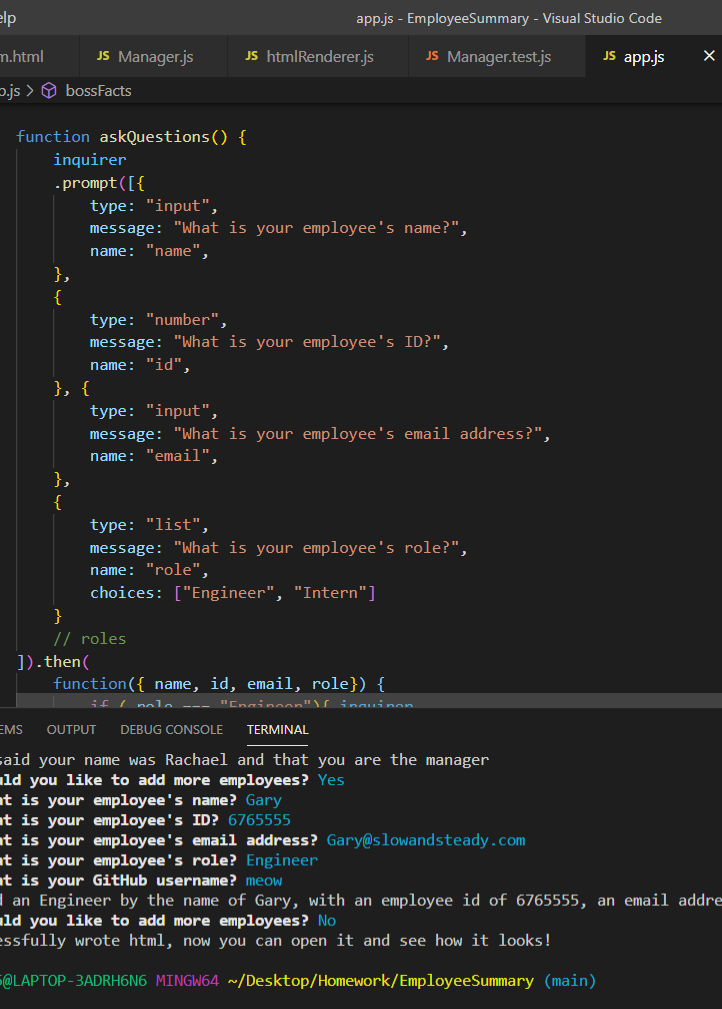 elp
app.js - EmployeeSummary - Visual Studio Code
m.html JS Manager.js JS htmlRenderer.js JS Manager.test.js JS app.js ×
p.js > bossFacts
function askQuestions() {
inquirer
.prompt([{
type: "input",
message: "What is your employee's name?",
name: "name",
},
{
type: "number",
message: "What is your employee's ID?",
name: "id",
}, {
type: "input",
message: "What is your employee's email address?",
name: "email",
},
{
type: "list",
message: "What is your employee's role?",
name: "role",
choices: ["Engineer", "Intern"]
}
// roles
]).then(
function({ name, id, email, role}) {
if ( role === "Engineer"){ inquirer
EMS OUTPUT DEBUG CONSOLE TERMINAL
said your name was Rachael and that you are the manager
uld you like to add more employees? Yes
at is your employee's name? Gary
at is your employee's ID? 6765555
at is your employee's email address? Gary@slowandsteady.com
at is your employee's role? Engineer
at is your GitHub username? meow
d an Engineer by the name of Gary, with an employee id of 6765555, an email addre
uld you like to add more employees? No
essfully wrote html, now you can open it and see how it looks!
@LAPTOP-3ADRH6N6 MINGW64 ~/Desktop/Homework/EmployeeSummary (main)